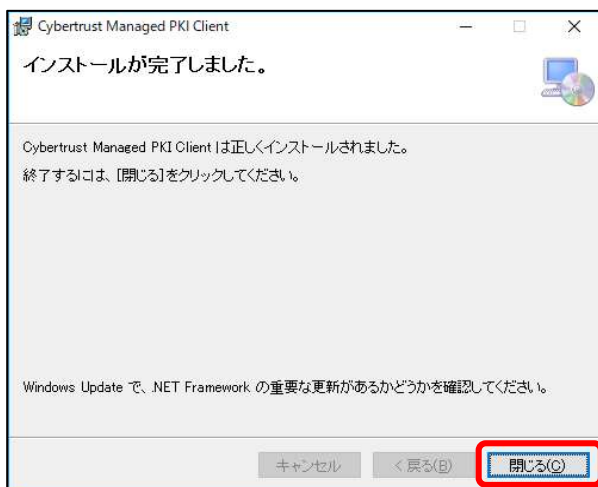 Cybertrust Managed PKI Client
インストールが完了しました。
Cybertrust Managed PKI Client は正しくインストールされました。
終了するには、[閉じる]をクリックしてください。
Windows Update で、.NET Framework の重要な更新があるかどうかを確認してください。
キャンセル
< 戻る(B)
閉じる(C)